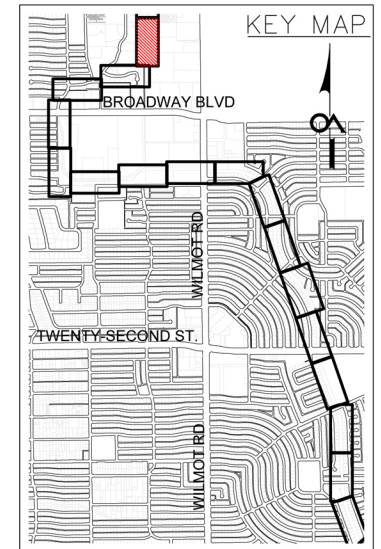 KEY MAP
BROADWAY BLVD
WILMOT RD
TWENTY-SECOND ST.
WILMOT RD